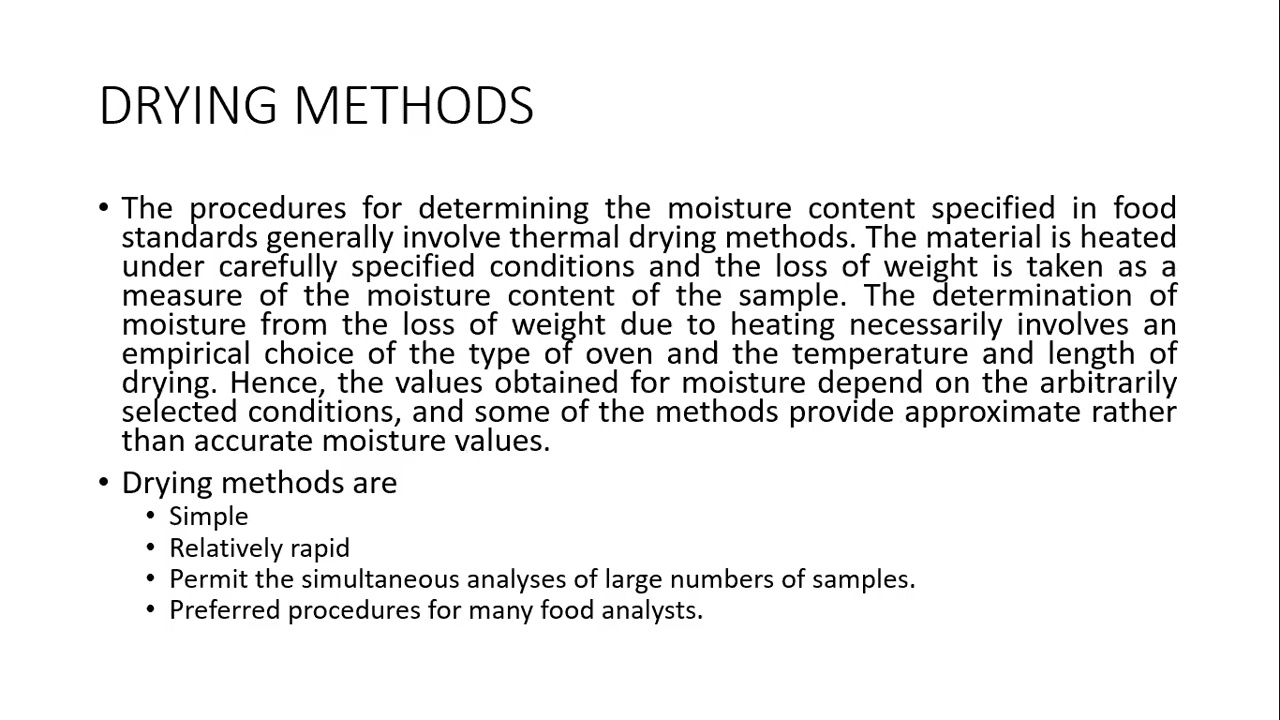 DRYING METHODS
• The procedures for determining the moisture content specified in food
standards generally involve thermal drying methods. The material is heated
under carefully specified conditions and the loss of weight is taken as a
measure of the moisture content of the sample. The determination of
moisture from the loss of weight due to heating necessarily involves an
empirical choice of the type of oven and the temperature and length of
drying. Hence, the values obtained for moisture depend on the arbitrarily
selected conditions, and some of the methods provide approximate rather
than accurate moisture values.
• Drying methods are
• Simple
• Relatively rapid
• Permit the simultaneous analyses of large numbers of samples.
• Preferred procedures for many food analysts.